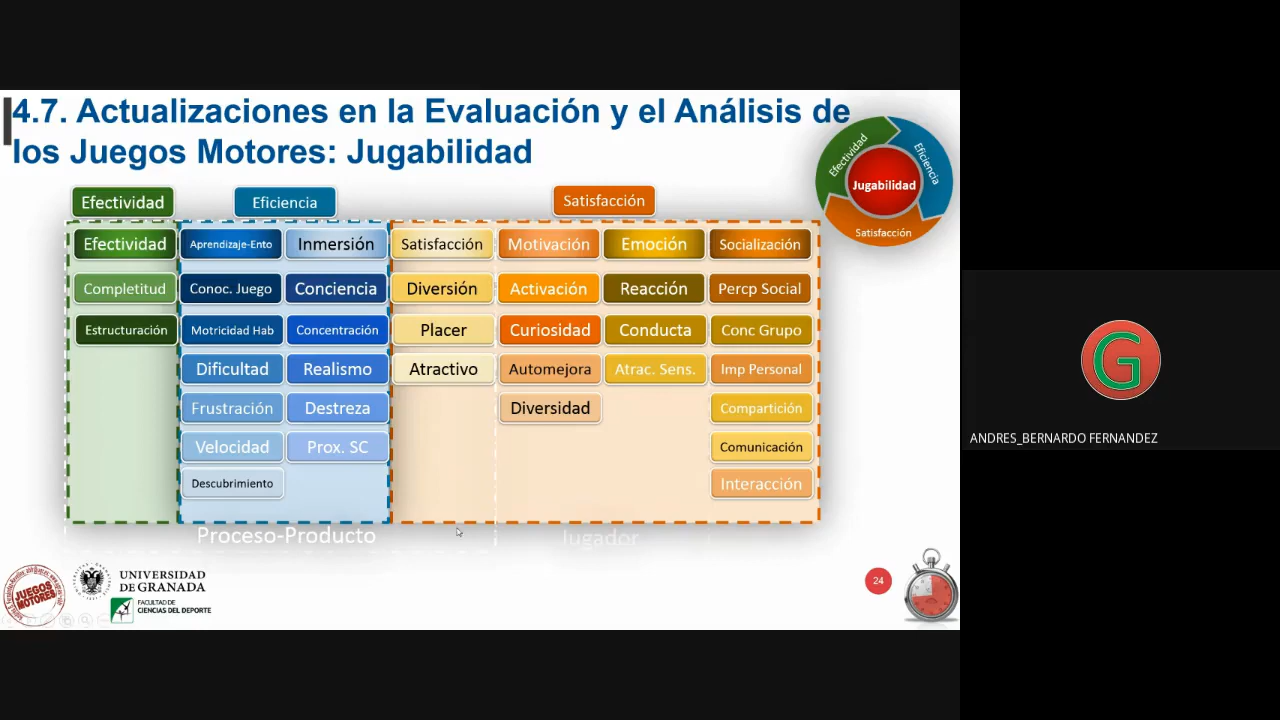 4.7. Actualizaciones en la Evaluación y el Análisis de
los Juegos Motores: Jugabilidad
Efectividad
Eficiencia
Satisfacción
Jugabilidad
Efectividad
Eficiencia
Satisfacción
Efectividad Aprendizaje-Ento Inmersión Satisfacción Motivación Emoción Socialización
Completitud Conoc. Juego Conciencia Diversión Activación Reacción Percp Social
Estructuración Motricidad Hab Concentración Placer Curiosidad Conducta Conc Grupo
Dificultad Realismo Atractivo Automejora Atrac. Sens. Imp Personal
Frustración Destreza Diversidad Compartición
Velocidad Prox. SC Comunicación
Descubrimiento Interacción
Proceso-Producto
Jugador
JUEGOS
MOTORES
UNIVERSIDAD
DE GRANADA
FACULTAD DE
CIENCIAS DEL DEPORTE
24
G
ANDRES_BERNARDO FERNANDEZ